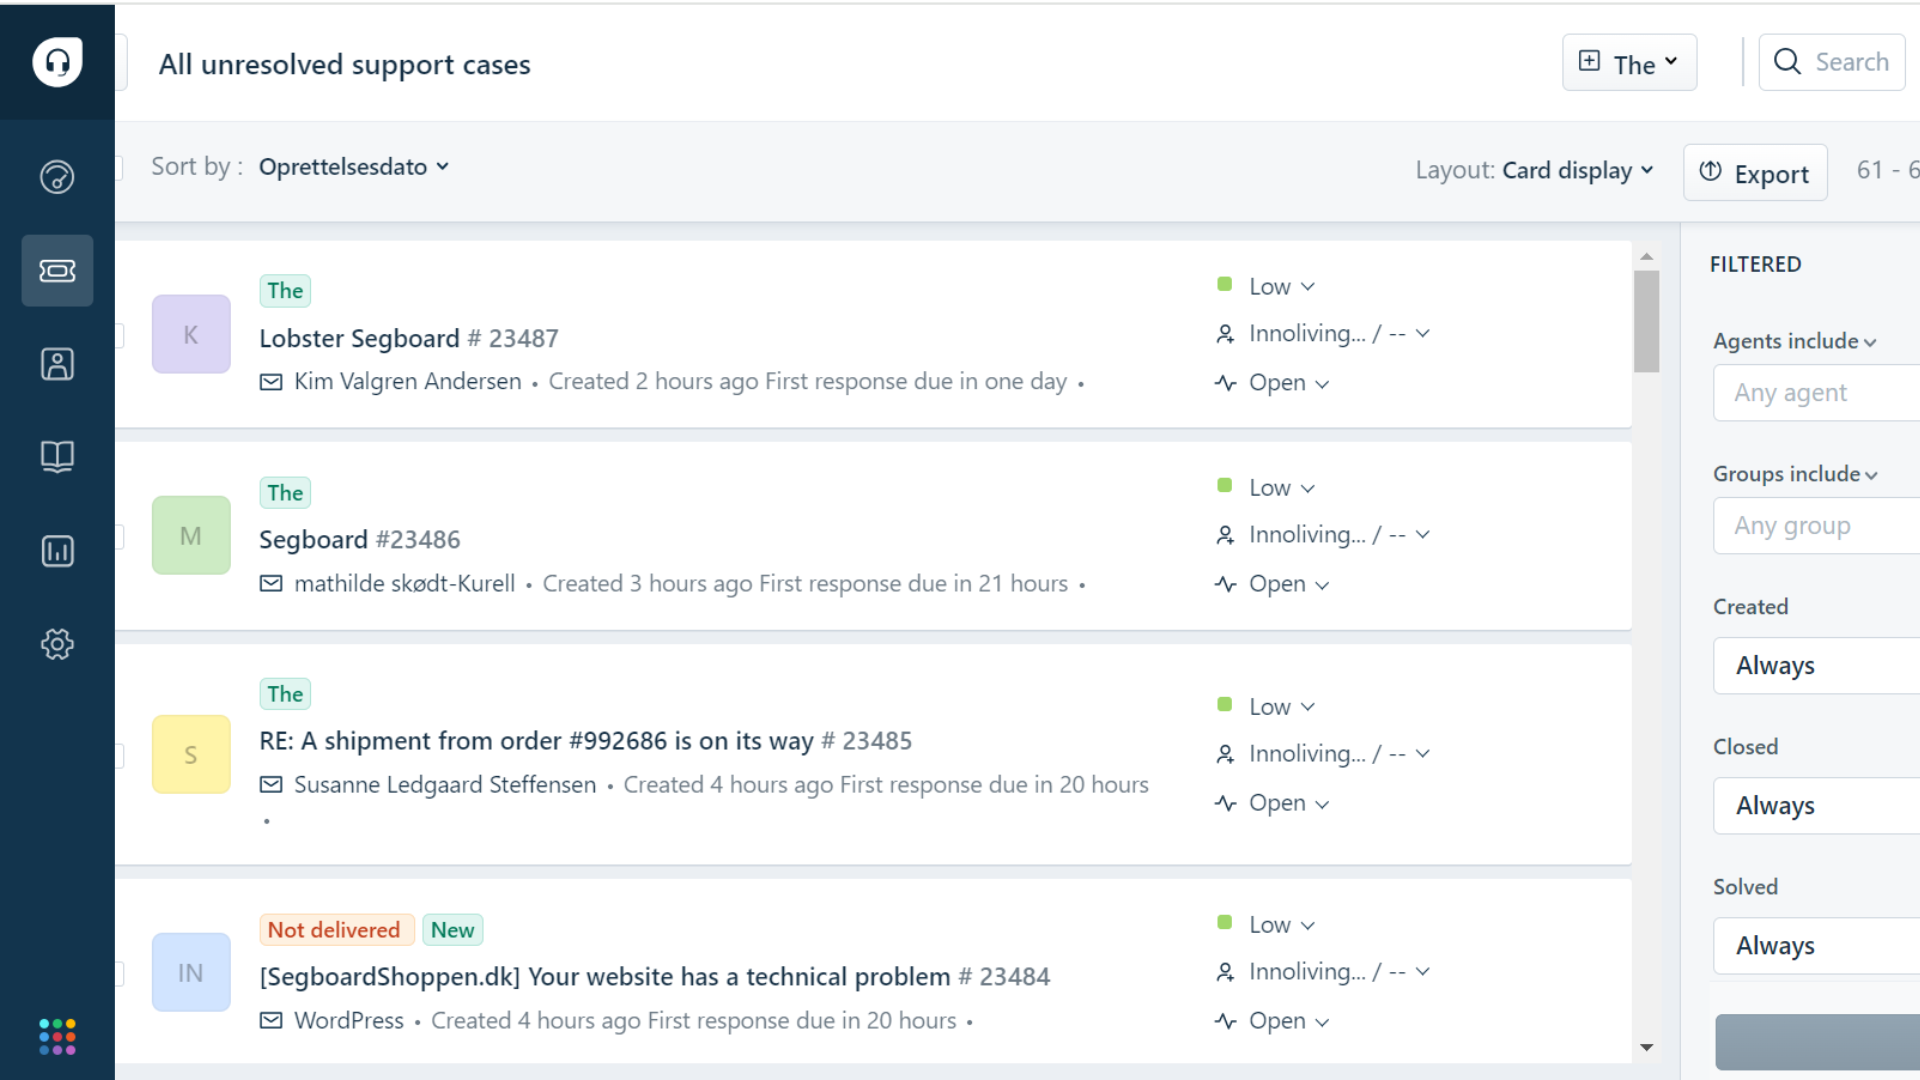 All unresolved support cases
The
Search
Sort by : Oprettelsesdato
Layout: Card display
Export
61 - 6
K
The
Lobster Segboard # 23487
Kim Valgren Andersen • Created 2 hours ago First response due in one day •
Low
Innoliving... / --
Open
M
The
Segboard #23486
mathilde skødt-Kurell • Created 3 hours ago First response due in 21 hours •
Low
Innoliving... / --
Open
S
The
RE: A shipment from order #992686 is on its way # 23485
Susanne Ledgaard Steffensen • Created 4 hours ago First response due in 20 hours
•
Low
Innoliving... / --
Open
IN
Not delivered New
[SegboardShoppen.dk] Your website has a technical problem # 23484
WordPress • Created 4 hours ago First response due in 20 hours •
Low
Innoliving... / --
Open
FILTERED
Agents include
Any agent
Groups include
Any group
Created
Always
Closed
Always
Solved
Always